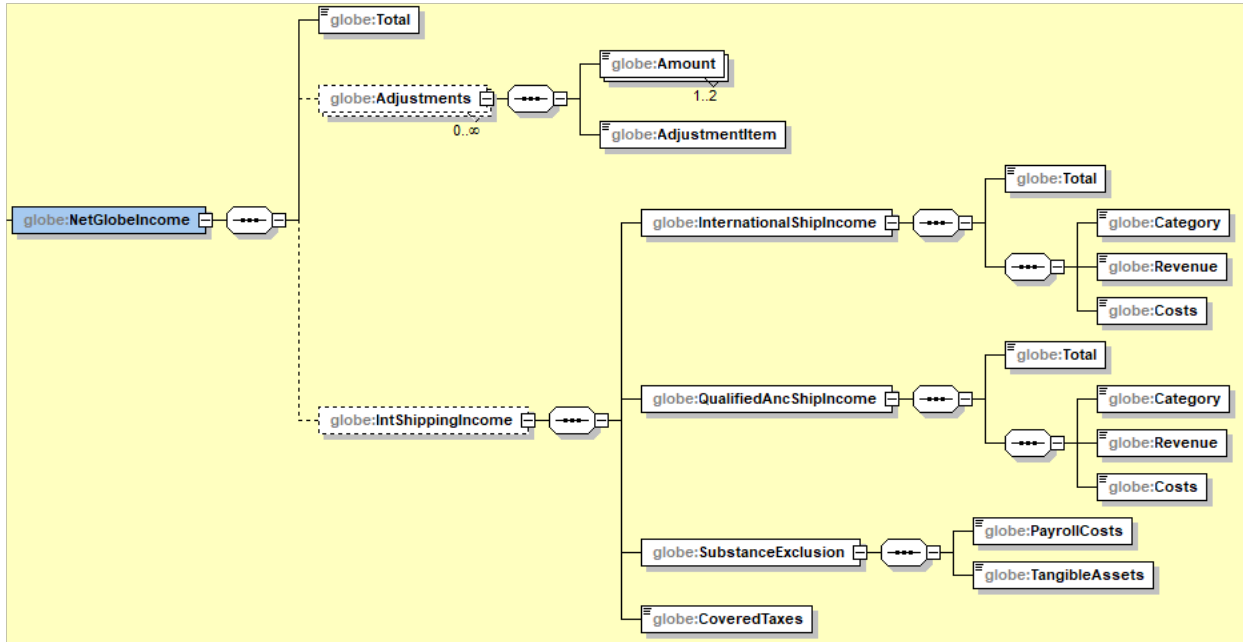 globe:Total
globe:Adjustments
0..∞
globe:Amount
1..2
globe:AdjustmentItem
globe:NetGlobeIncome
globe:IntShippingIncome
globe:InternationalShipIncome
globe:Total
globe:Category
globe:Revenue
globe:Costs
globe:QualifiedAncShipIncome
globe:Total
globe:Category
globe:Revenue
globe:Costs
globe:SubstanceExclusion
globe:PayrollCosts
globe:TangibleAssets
globe:CoveredTaxes